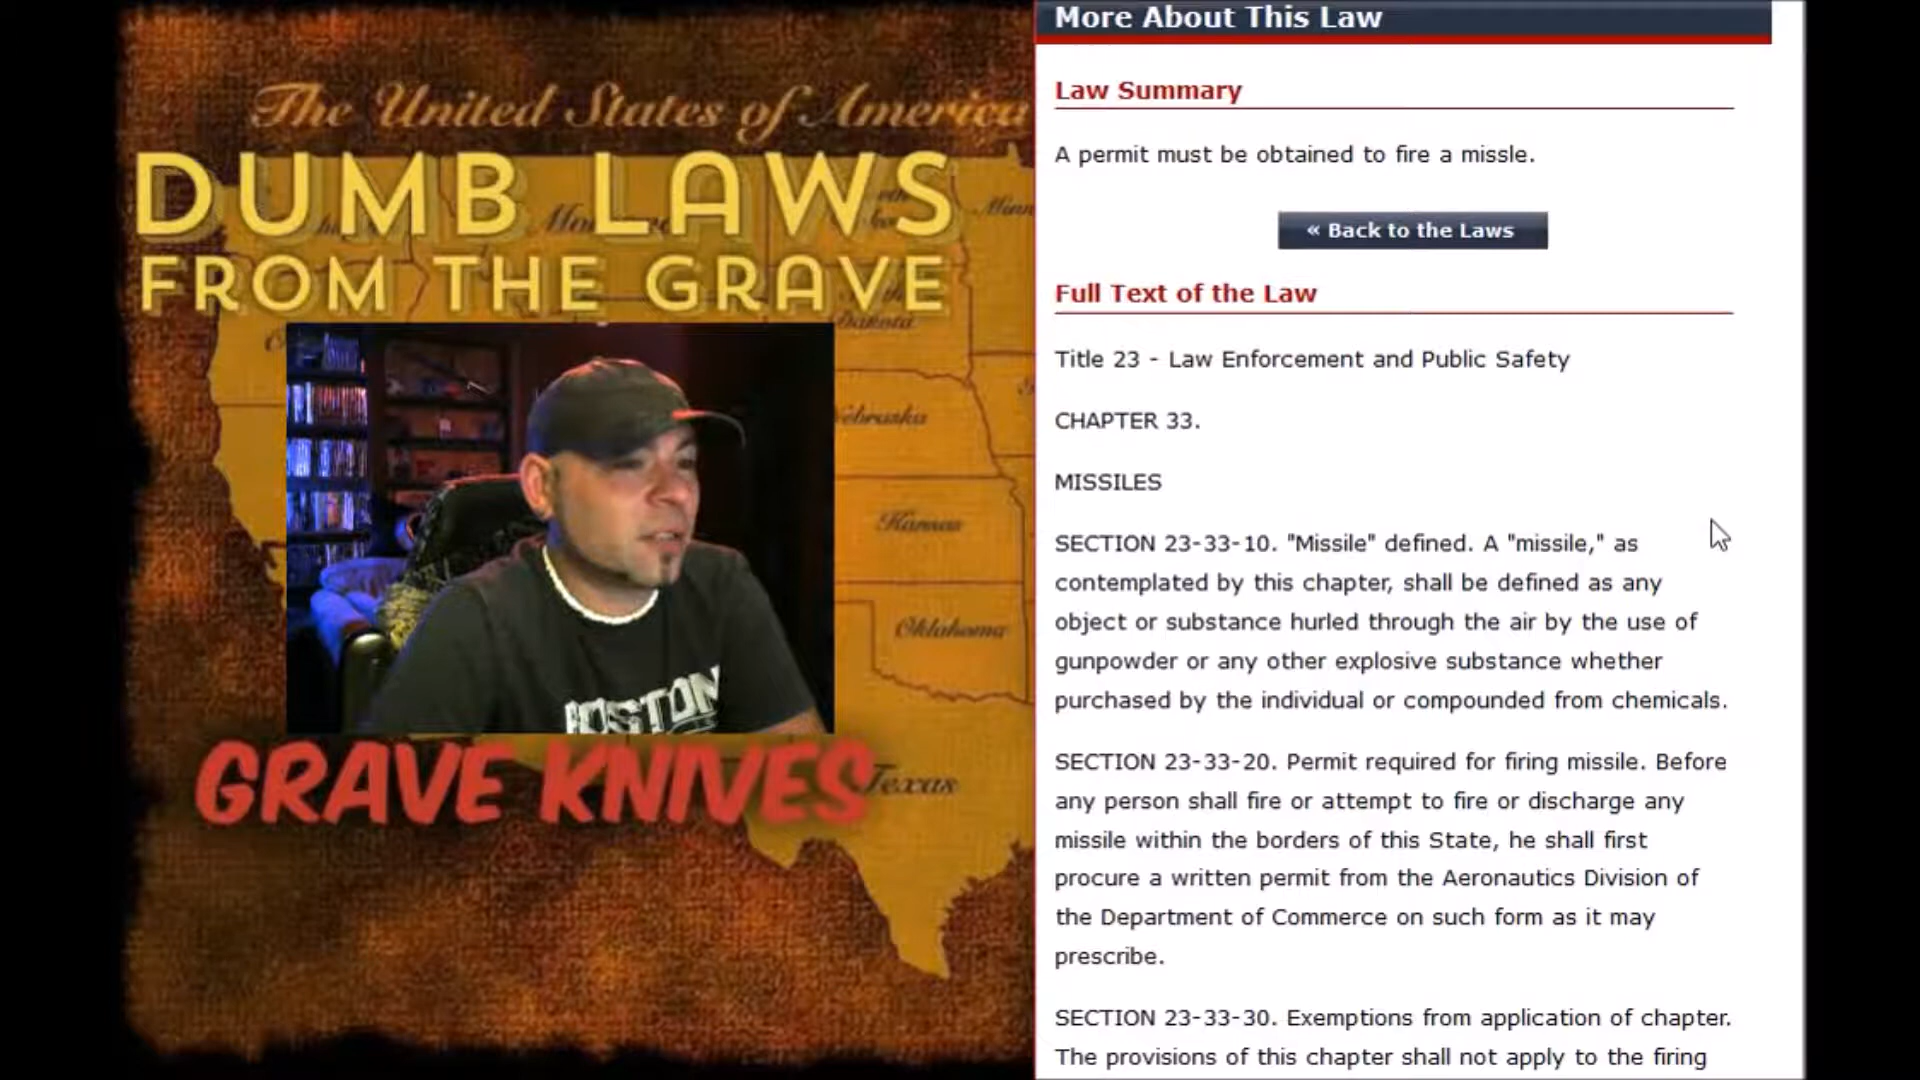 The United States of America
DUMB LAWS
FROM THE GRAVE
Dakota
Nebraska
Kansas
Oklahoma
BOSTON
GRAVE KNIVES
Texas
More About This Law
Law Summary
A permit must be obtained to fire a missle.
« Back to the Laws
Full Text of the Law
Title 23 - Law Enforcement and Public Safety
CHAPTER 33.
MISSILES
SECTION 23-33-10. "Missile" defined. A "missile," as
contemplated by this chapter, shall be defined as any
object or substance hurled through the air by the use of
gunpowder or any other explosive substance whether
purchased by the individual or compounded from chemicals.
SECTION 23-33-20. Permit required for firing missile. Before
any person shall fire or attempt to fire or discharge any
missile within the borders of this State, he shall first
procure a written permit from the Aeronautics Division of
the Department of Commerce on such form as it may
prescribe.
SECTION 23-33-30. Exemptions from application of chapter.
The provisions of this chapter shall not apply to the firing